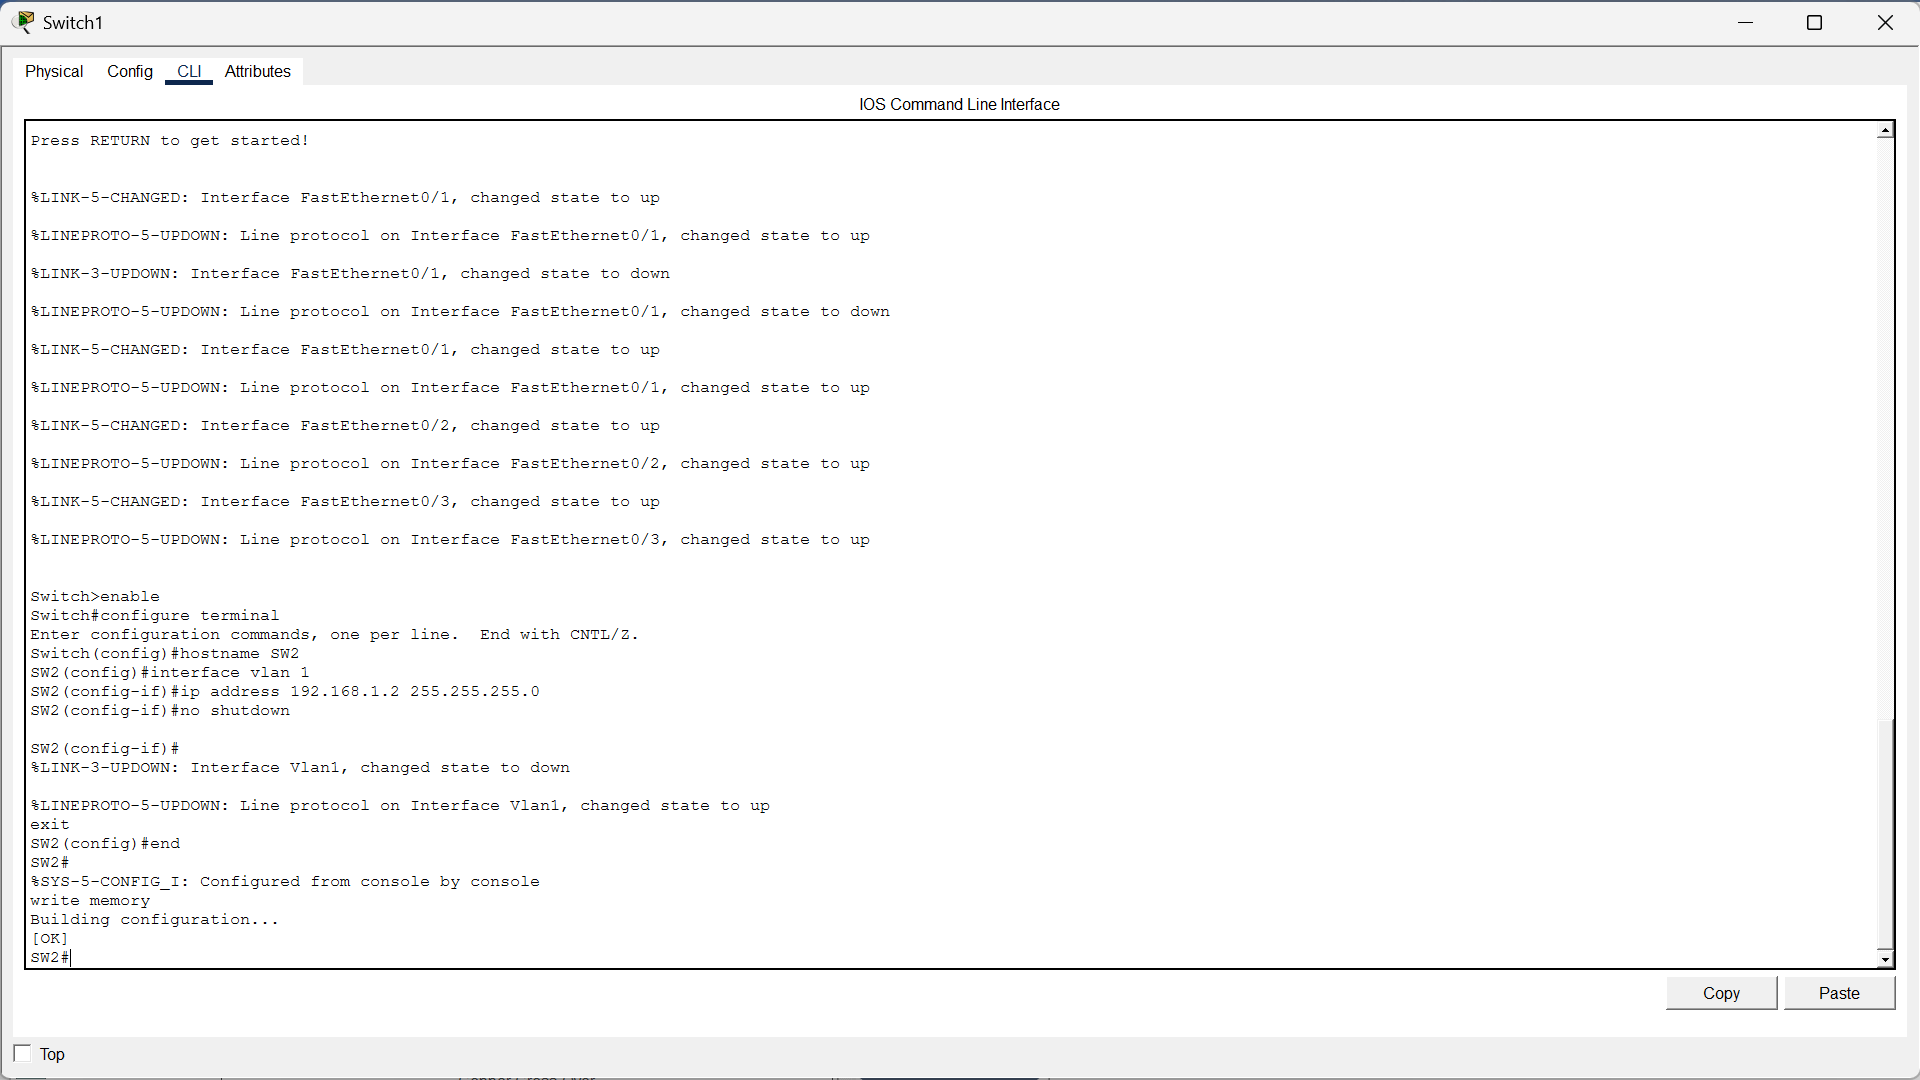 Switch1
Physical Config CLI Attributes
IOS Command Line Interface
Press RETURN to get started!
%LINK-5-CHANGED: Interface FastEthernet0/1, changed state to up
%LINEPROTO-5-UPDOWN: Line protocol on Interface FastEthernet0/1, changed state to up
%LINK-3-UPDOWN: Interface FastEthernet0/1, changed state to down
%LINEPROTO-5-UPDOWN: Line protocol on Interface FastEthernet0/1, changed state to down
%LINK-5-CHANGED: Interface FastEthernet0/1, changed state to up
%LINEPROTO-5-UPDOWN: Line protocol on Interface FastEthernet0/1, changed state to up
%LINK-5-CHANGED: Interface FastEthernet0/2, changed state to up
%LINEPROTO-5-UPDOWN: Line protocol on Interface FastEthernet0/2, changed state to up
%LINK-5-CHANGED: Interface FastEthernet0/3, changed state to up
%LINEPROTO-5-UPDOWN: Line protocol on Interface FastEthernet0/3, changed state to up
Switch>enable
Switch#configure terminal
Enter configuration commands, one per line.  End with CNTL/Z.
Switch(config)#hostname SW2
SW2(config)#interface vlan 1
SW2(config-if)#ip address 192.168.1.2 255.255.255.0
SW2(config-if)#no shutdown
SW2(config-if)#
%LINK-3-UPDOWN: Interface Vlan1, changed state to down
%LINEPROTO-5-UPDOWN: Line protocol on Interface Vlan1, changed state to up
exit
SW2(config)#end
SW2#
%SYS-5-CONFIG_I: Configured from console by console
write memory
Building configuration...
[OK]
SW2#
Copy Paste
Top